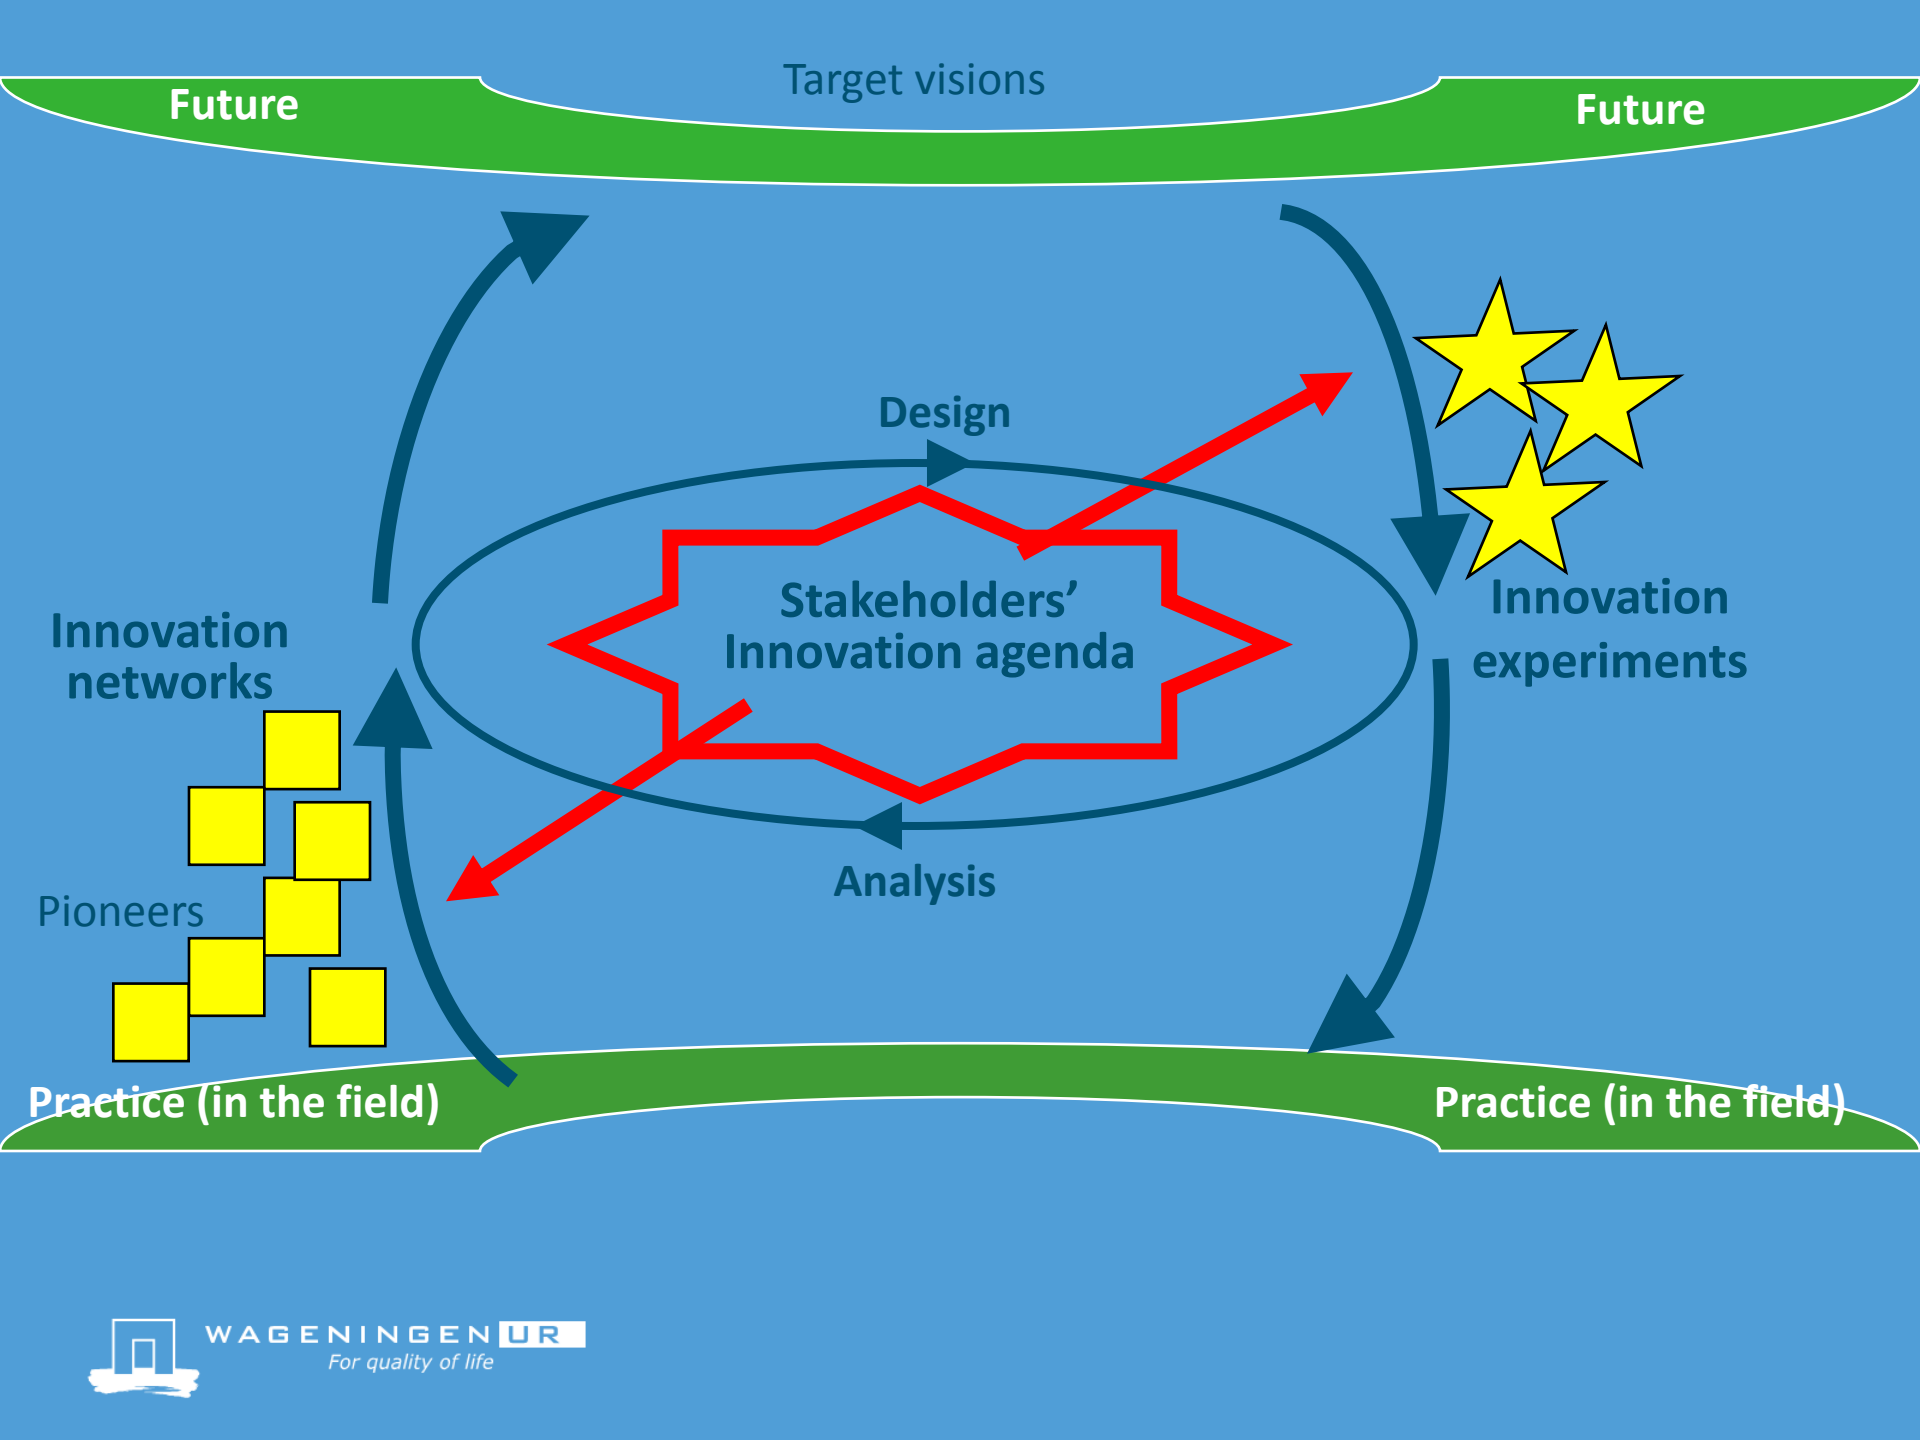 Target visions
Future
Future
Design
Stakeholders’
Innovation agenda
Innovation
experiments
Innovation
networks
Analysis
Pioneers
Practice (in the field)
Practice (in the field)
WAGENINGEN UR
For quality of life